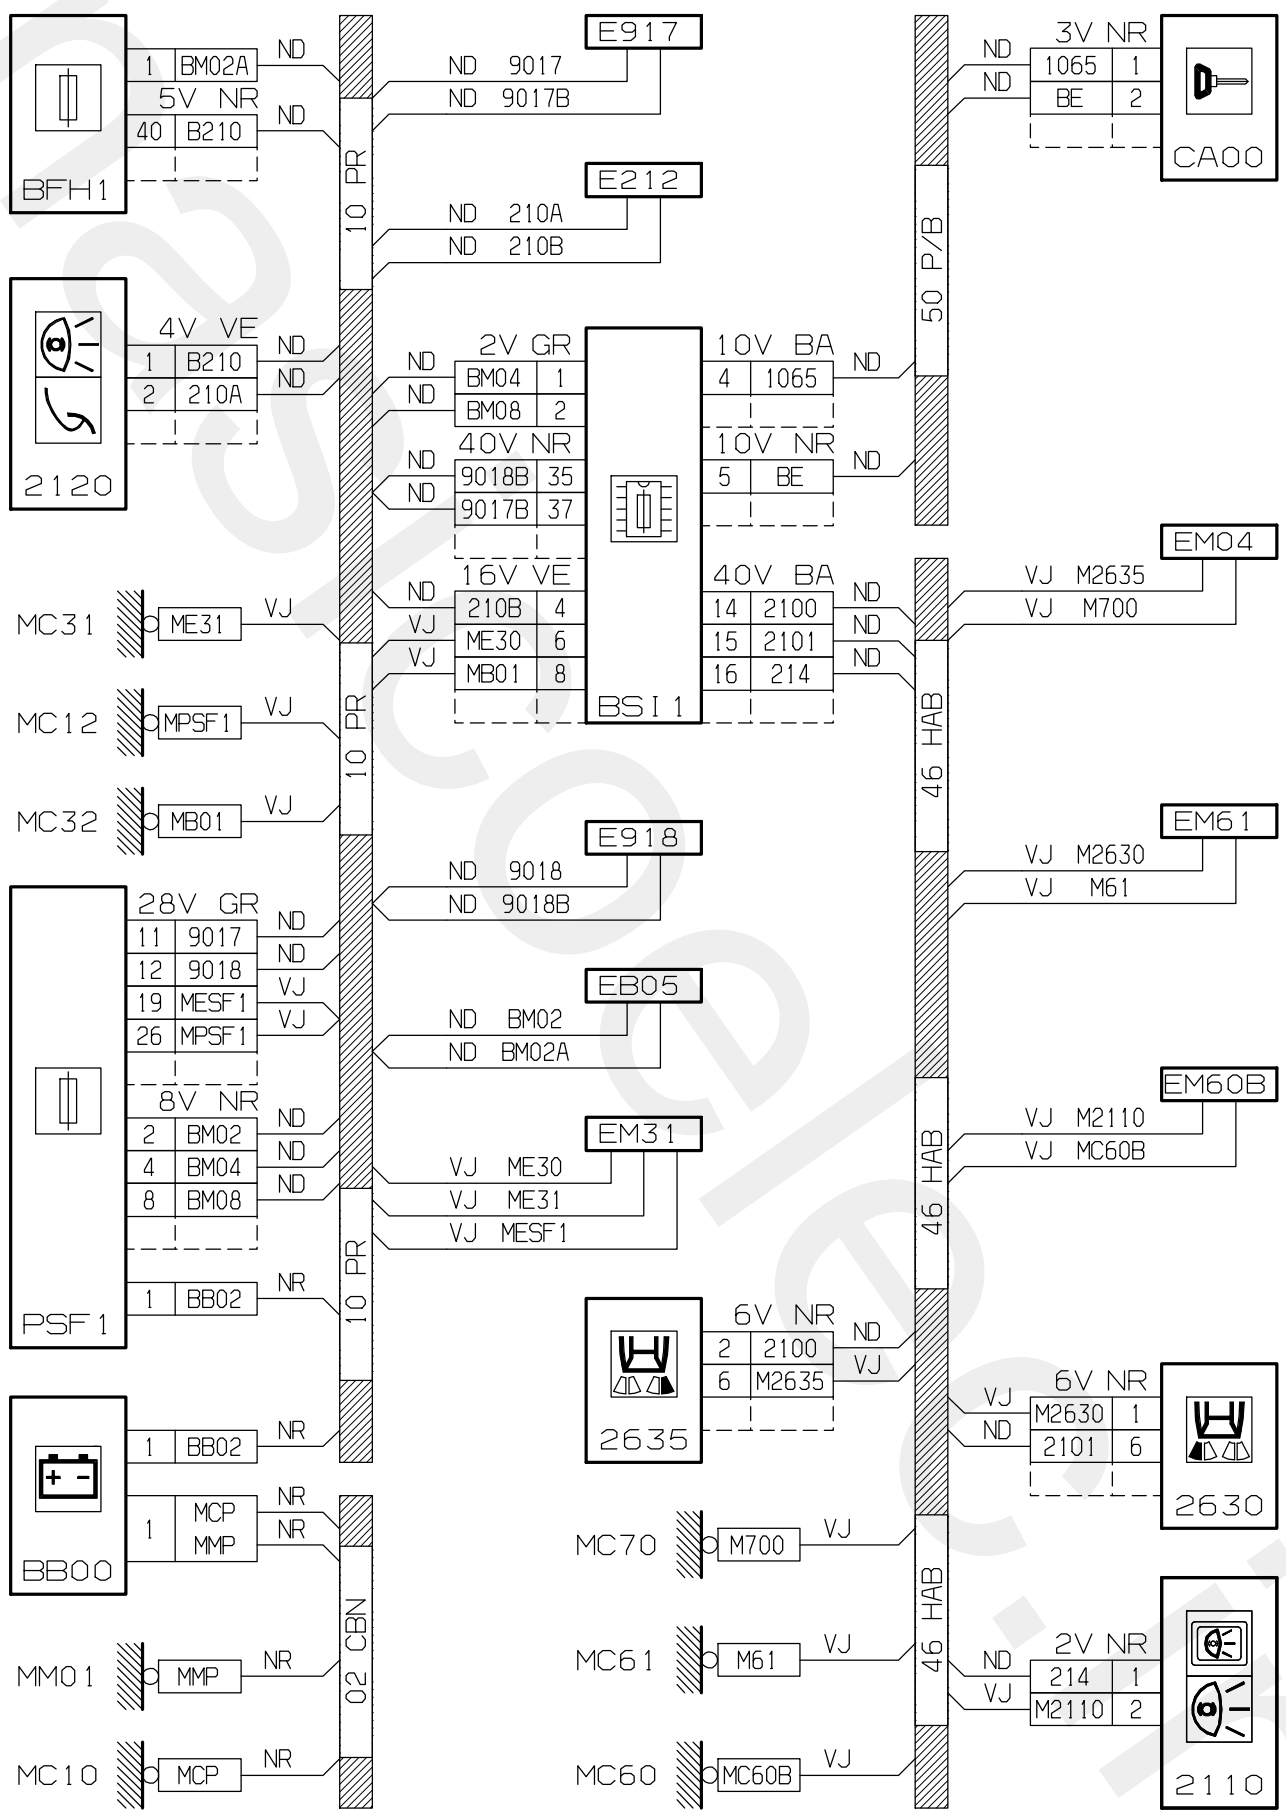 E917
ND 9017
ND 9017B
1 BM02A ND
5V NR
40 B210 ND
BFH1
10 PR
E212
ND 210A
ND 210B
3V NR
ND 1065 1
ND BE 2
CA00
50 P/B
4V VE
1 B210 ND
2 210A ND
2120
2V GR
ND BM04 1
ND BM08 2
40V NR
ND 9018B 35
ND 9017B 37
16V VE
ND 210B 4
VJ ME30 6
VJ MB01 8
BSI1
10V BA
4 1065 ND
10V NR
5 BE ND
40V BA
14 2100 ND
15 2101 ND
16 214 ND
EM04
VJ M2635
VJ M700
MC31 ME31 VJ
MC12 MPSF1 VJ
MC32 MB01 VJ
10 PR
46 HAB
E918
ND 9018
ND 9018B
EM61
VJ M2630
VJ M61
28V GR
11 9017 ND
12 9018 ND
19 MESF1 VJ
26 MPSF1 VJ
8V NR
2 BM02 ND
4 BM04 ND
8 BM08 ND
1 BB02 NR
PSF1
EB05
ND BM02
ND BM02A
EM31
VJ ME30
VJ ME31
VJ MESF1
10 PR
EM60B
VJ M2110
VJ MC60B
46 HAB
6V NR
2 2100 ND
6 M2635 VJ
2635
6V NR
VJ M2630 1
ND 2101 6
2630
+ -
1 BB02 NR
1 MCP NR
MMP NR
BB00
02 CBN
MM01 MMP NR
MC10 MCP NR
MC70 M700 VJ
MC61 M61 VJ
MC60 MC60B VJ
46 HAB
2V NR
ND 214 1
VJ M2110 2
2110